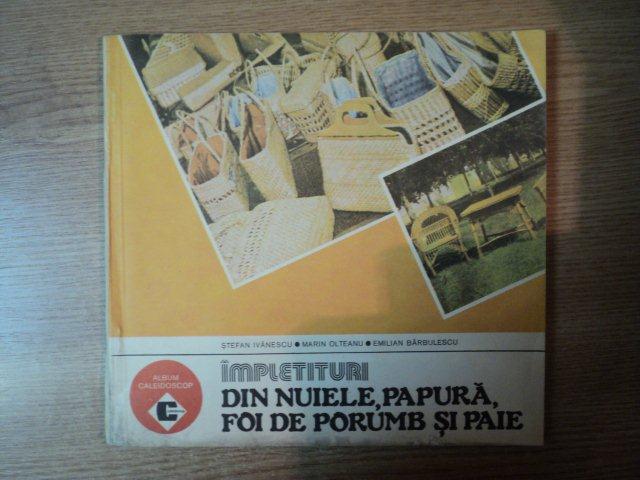 ŞTEFAN IVĂNESCU ● MARIN OLTEANU ● EMILIAN BĂRBULESCU
ALBUM
CALEIDOSCOP
C
ÎMPLETITURI
DIN NUIELE, PAPURĂ,
FOI DE PORUMB ŞI PAIE